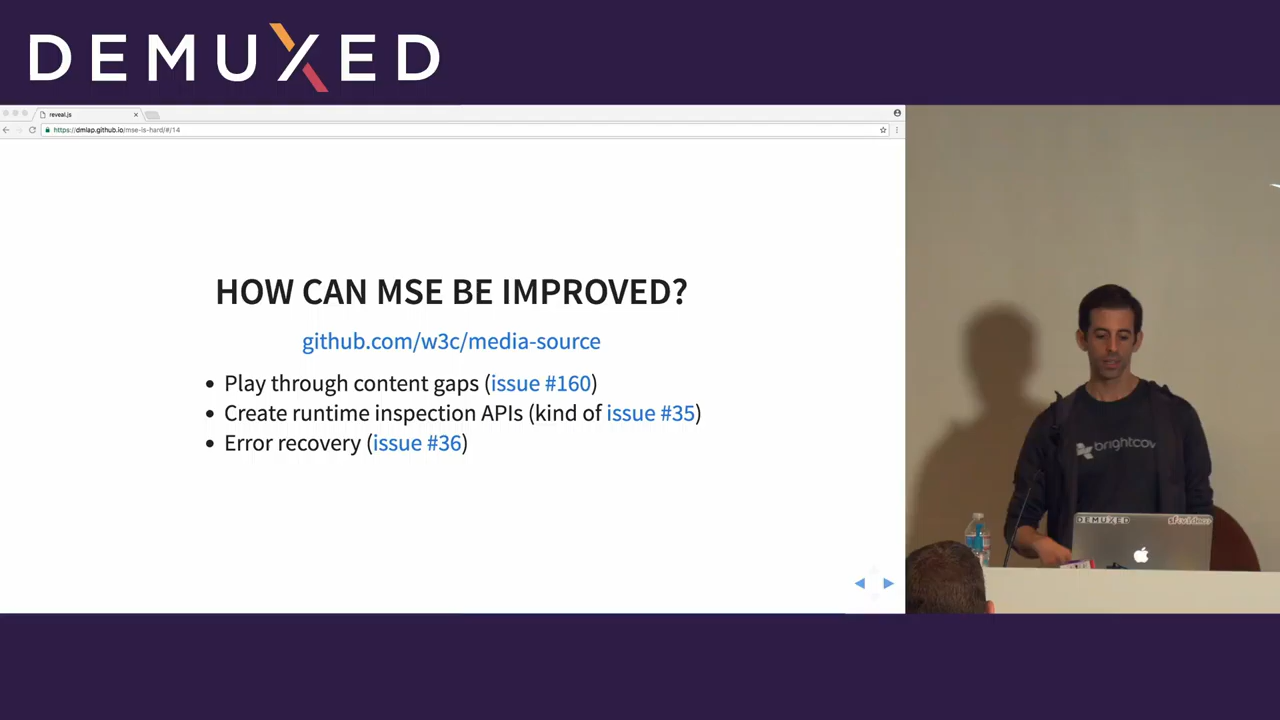 DEMUXED
reveal.js
https://dmlap.github.io/mse-is-hard/#/14
HOW CAN MSE BE IMPROVED?
github.com/w3c/media-source
• Play through content gaps (issue #160)
• Create runtime inspection APIs (kind of issue #35)
• Error recovery (issue #36)
brightcov
DEMUXED